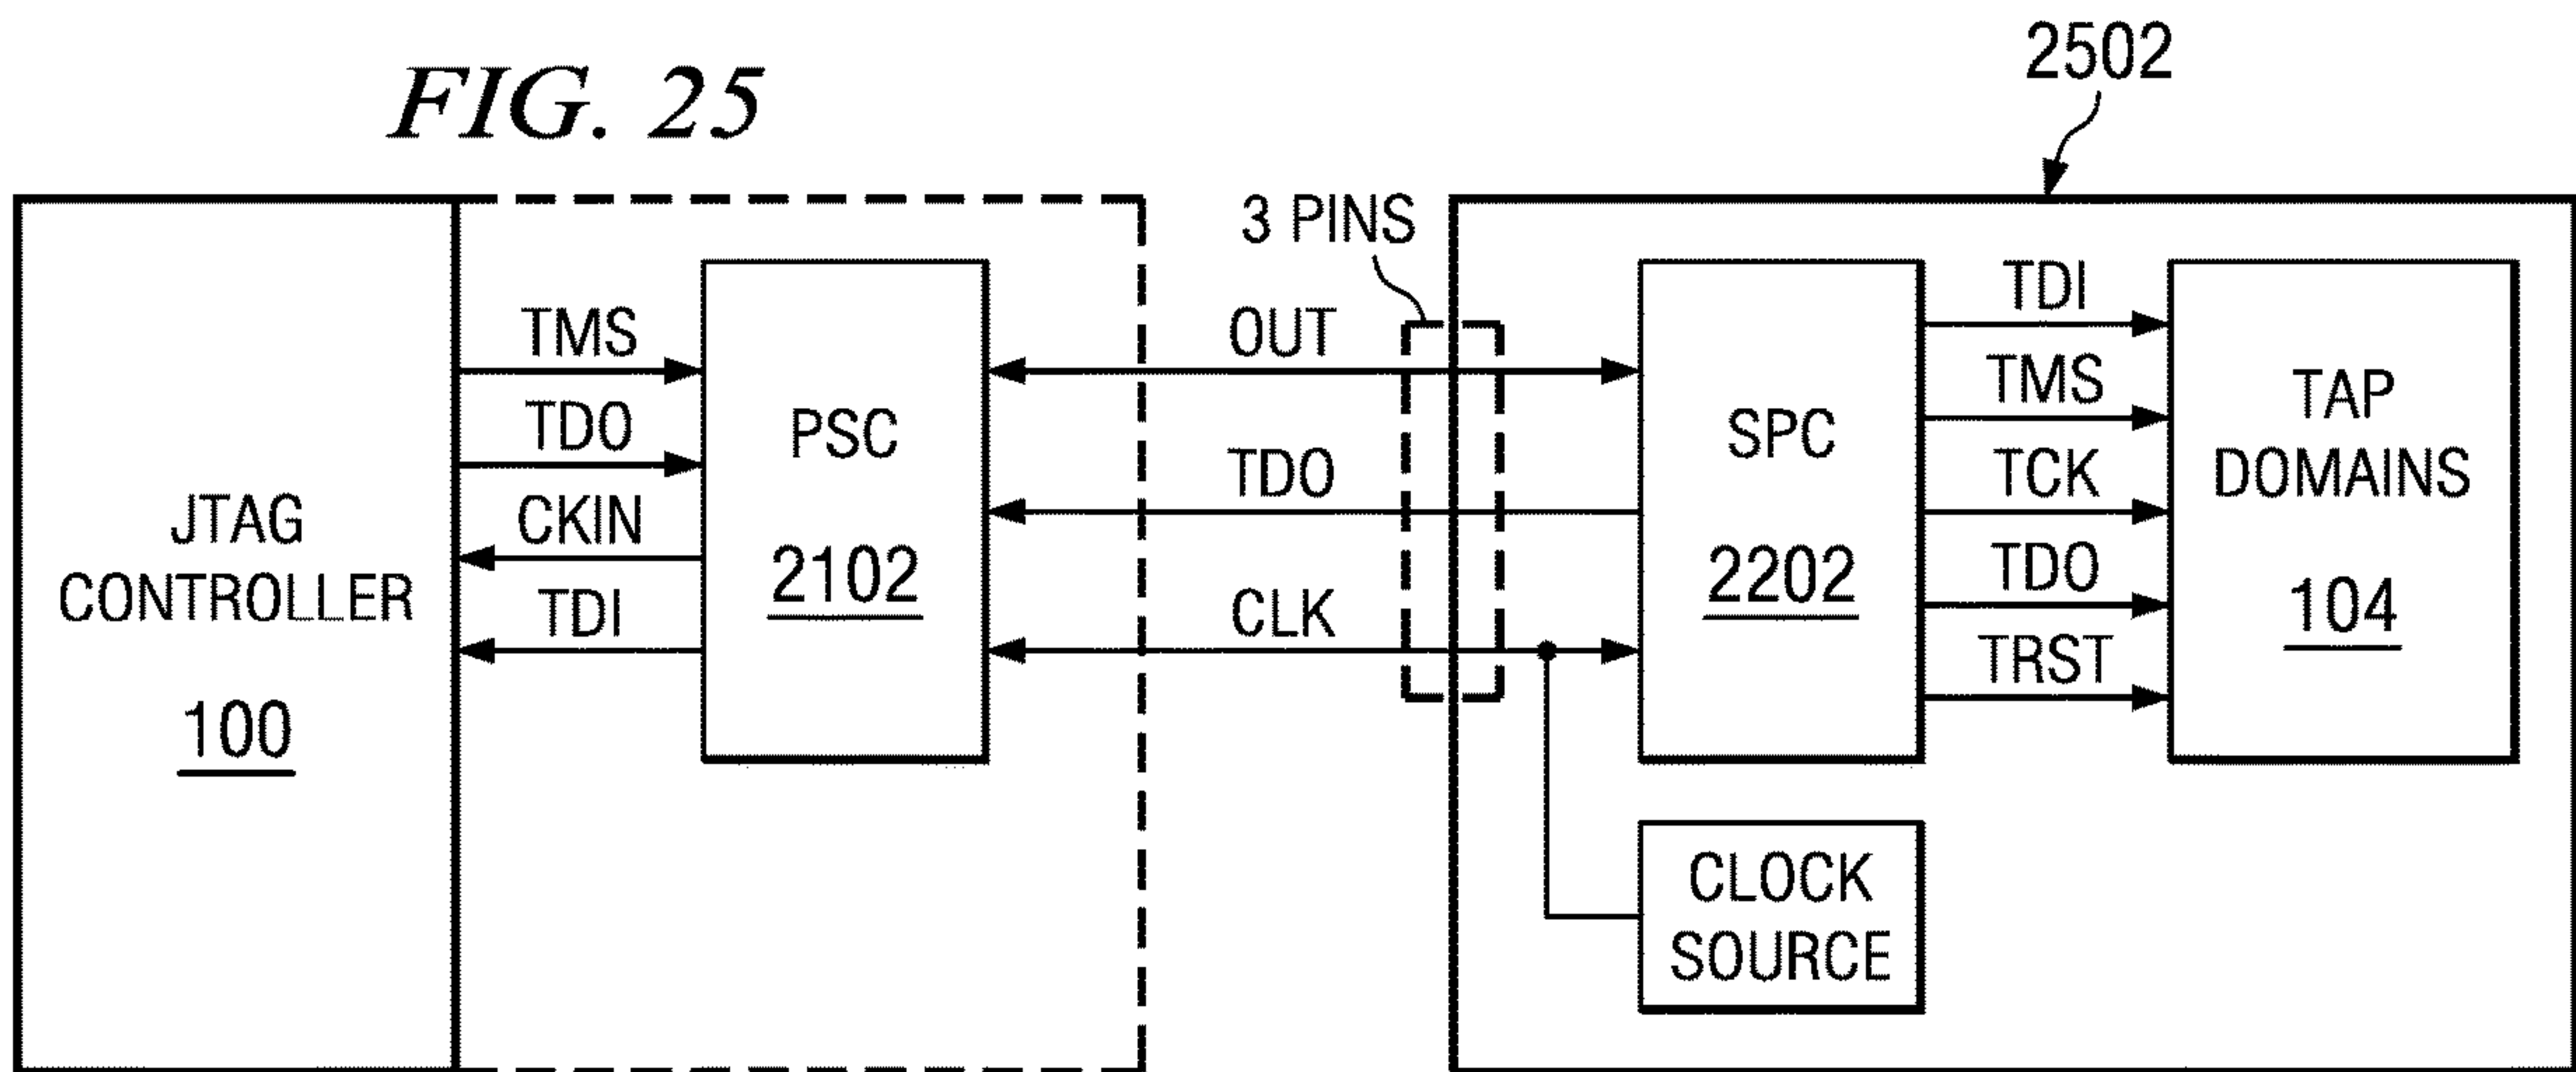 FIG. 25
2502
JTAG
CONTROLLER
100
TMS
TDO
CKIN
TDI
PSC
2102
OUT
TDO
CLK
3 PINS
SPC
2202
TDI
TMS
TCK
TDO
TRST
TAP
DOMAINS
104
CLOCK
SOURCE